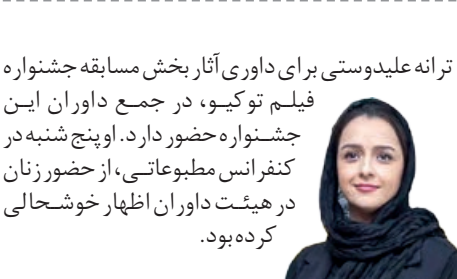 ترانه علیدوستی برای داوری آثار بخش مسابقه جشنواره
فیلم توکیو، در جمع داوران این
جشنواره حضور دارد. او پنج شنبه در
کنفرانس مطبوعاتی، از حضور زنان
در هیئت داوران اظهار خوشحالی
کرده بود.